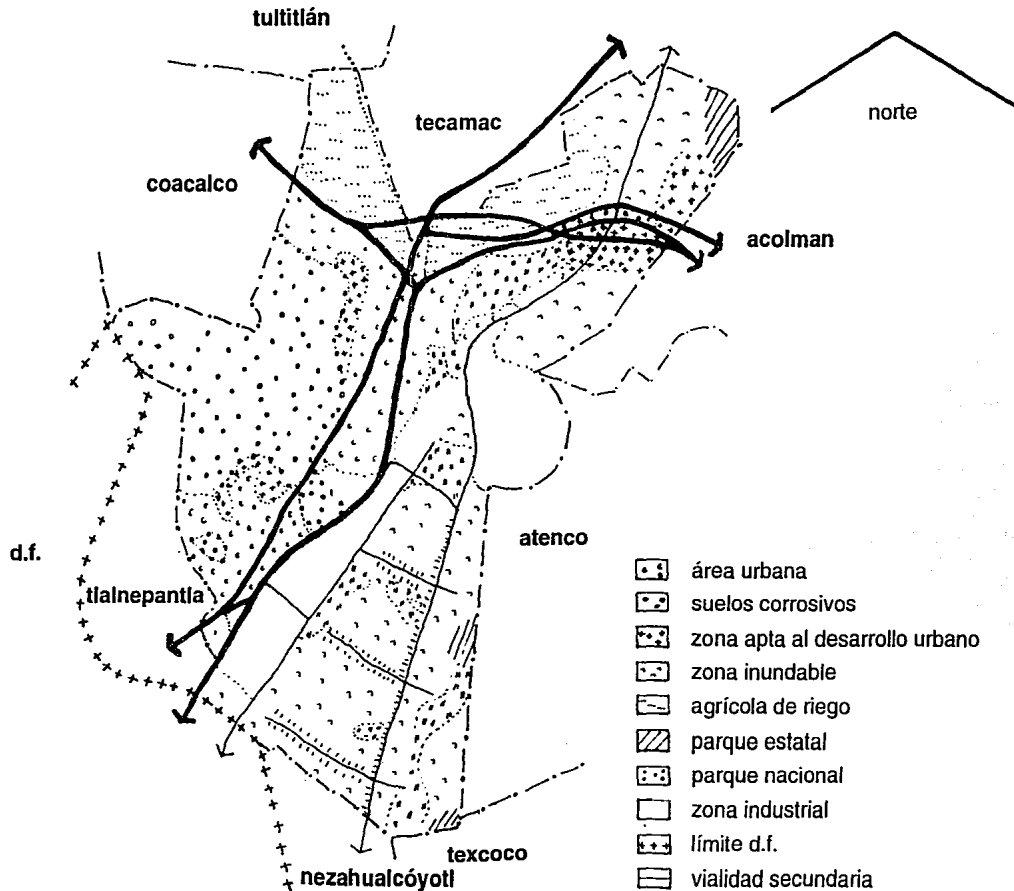 tultitlán
tecamac
norte
coacalco
acolman
atenco
d.f.
tlalnepantla
texcoco
nezahualcóyotl
área urbana
suelos corrosivos
zona apta al desarrollo urbano
zona inundable
agrícola de riego
parque estatal
parque nacional
zona industrial
límite d.f.
vialidad secundaria